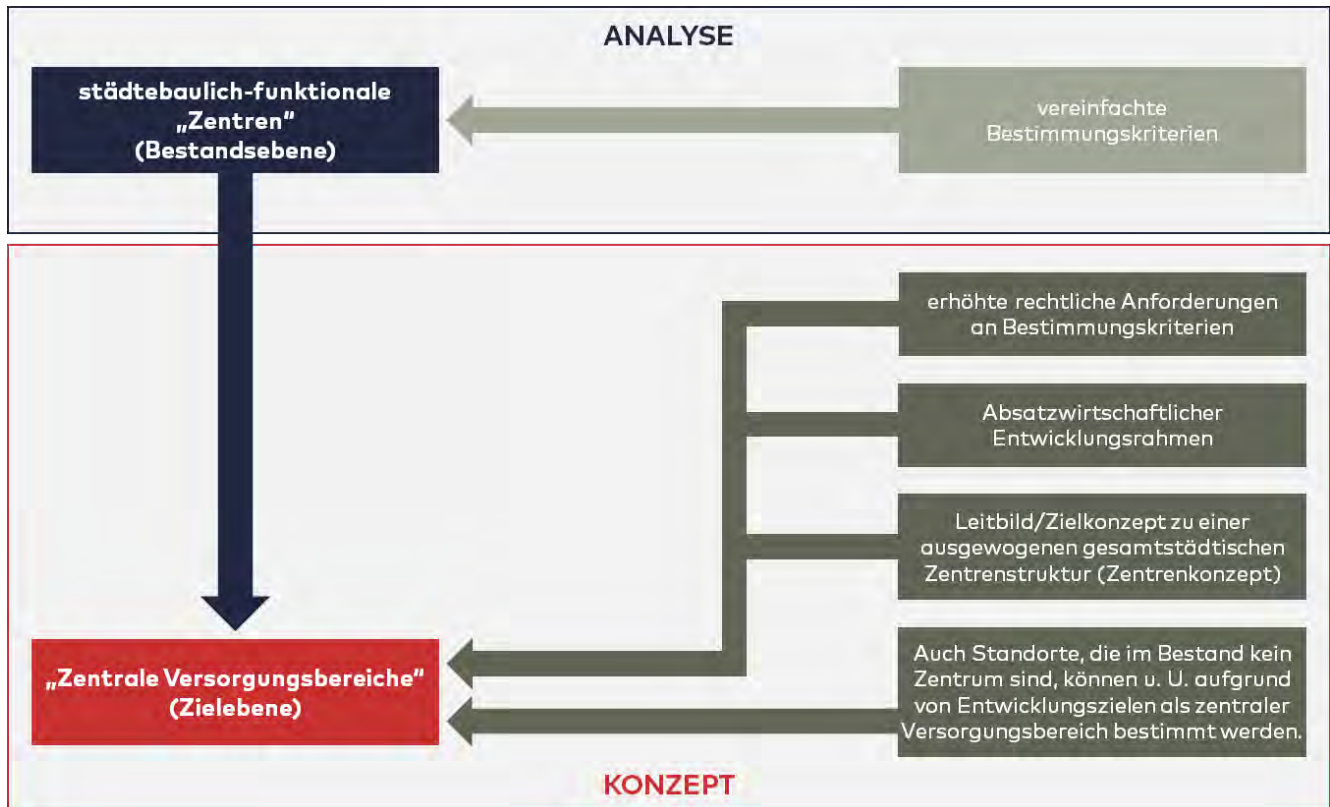 ANALYSE
städtebaulich-funktionale
„Zentren“
(Bestandsebene)
vereinfachte
Bestimmungskriterien
erhöhte rechtliche Anforderungen
an Bestimmungskriterien
Absatzwirtschaftlicher
Entwicklungsrahmen
Leitbild/Zielkonzept zu einer
ausgewogenen gesamtstädtischen
Zentrenstruktur (Zentrenkonzept)
„Zentrale Versorgungsbereiche“
(Zielebene)
Auch Standorte, die im Bestand kein
Zentrum sind, können u. U. aufgrund
von Entwicklungszielen als zentraler
Versorgungsbereich bestimmt werden.
KONZEPT